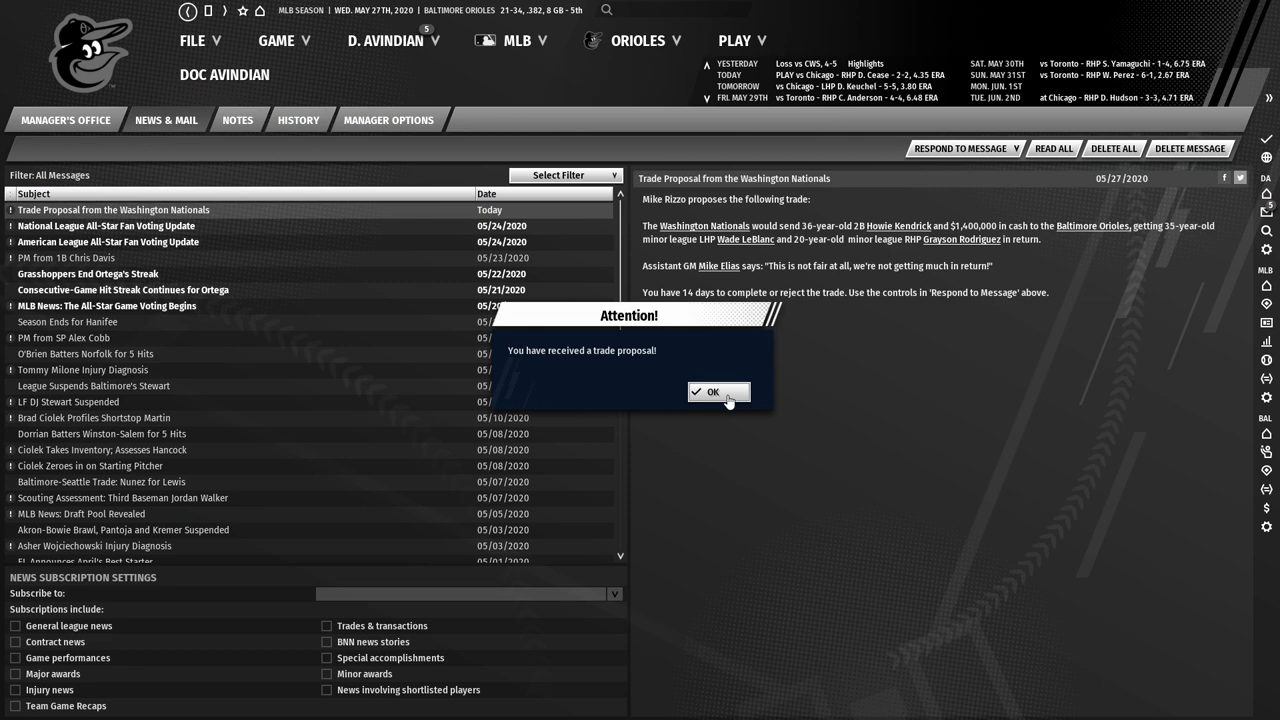 MLB SEASON | WED. MAY 27TH, 2020 | BALTIMORE ORIOLES 21-34, .382, 8 GB - 5th
FILE
GAME
D. AVINDIAN
5
MLB
ORIOLES
PLAY
DOC AVINDIAN
YESTERDAY Loss vs CWS, 4-5 Highlights
TODAY PLAY vs Chicago - RHP D. Cease - 2-2, 4.35 ERA
TOMORROW vs Chicago - LHP D. Keuchel - 5-5, 3.80 ERA
FRI. MAY 29TH vs Toronto - RHP C. Anderson - 4-4, 6.48 ERA
SAT. MAY 30TH vs Toronto - RHP S. Yamaguchi - 1-4, 6.75 ERA
SUN. MAY 31ST vs Toronto - RHP W. Perez - 6-1, 2.67 ERA
MON. JUN. 1ST
TUE. JUN. 2ND at Chicago - RHP D. Hudson - 3-3, 4.71 ERA
MANAGER'S OFFICE
NEWS & MAIL
NOTES
HISTORY
MANAGER OPTIONS
RESPOND TO MESSAGE
READ ALL
DELETE ALL
DELETE MESSAGE
Filter: All Messages
Select Filter
Subject Date
! Trade Proposal from the Washington Nationals Today
! National League All-Star Fan Voting Update 05/24/2020
! American League All-Star Fan Voting Update 05/24/2020
! PM from 1B Chris Davis 05/23/2020
Grasshoppers End Ortega's Streak 05/22/2020
Consecutive-Game Hit Streak Continues for Ortega 05/21/2020
! MLB News: The All-Star Game Voting Begins 05/20
Season Ends for Hanifee 05/
! PM from SP Alex Cobb 05/
O'Brien Batters Norfolk for 5 Hits 05/
! Tommy Milone Injury Diagnosis 05/
League Suspends Baltimore's Stewart 05/
! LF DJ Stewart Suspended 05/
! Brad Ciolek Profiles Shortstop Martin 05/10/2020
Dorrian Batters Winston-Salem for 5 Hits 05/08/2020
! Ciolek Takes Inventory; Assesses Hancock 05/08/2020
! Ciolek Zeroes in on Starting Pitcher 05/08/2020
Baltimore-Seattle Trade: Nunez for Lewis 05/07/2020
! Scouting Assessment: Third Baseman Jordan Walker 05/07/2020
! MLB News: Draft Pool Revealed 05/05/2020
Akron-Bowie Brawl, Pantoja and Kremer Suspended 05/03/2020
! Asher Wojciechowski Injury Diagnosis 05/03/2020
EL Announces April's Best Starter 05/01/2020
Trade Proposal from the Washington Nationals 05/27/2020
f
Mike Rizzo proposes the following trade:
The Washington Nationals would send 36-year-old 2B Howie Kendrick and $1,400,000 in cash to the Baltimore Orioles, getting 35-year-old
minor league LHP Wade LeBlanc and 20-year-old minor league RHP Grayson Rodriguez in return.
Assistant GM Mike Elias says: "This is not fair at all, we're not getting much in return!"
You have 14 days to complete or reject the trade. Use the controls in 'Respond to Message' above.
Attention!
You have received a trade proposal!
OK
NEWS SUBSCRIPTION SETTINGS
Subscribe to:
Subscriptions include:
General league news
Trades & transactions
Contract news
BNN news stories
Game performances
Special accomplishments
Major awards
Minor awards
Injury news
News involving shortlisted players
Team Game Recaps
DA
5
MLB
BAL
$